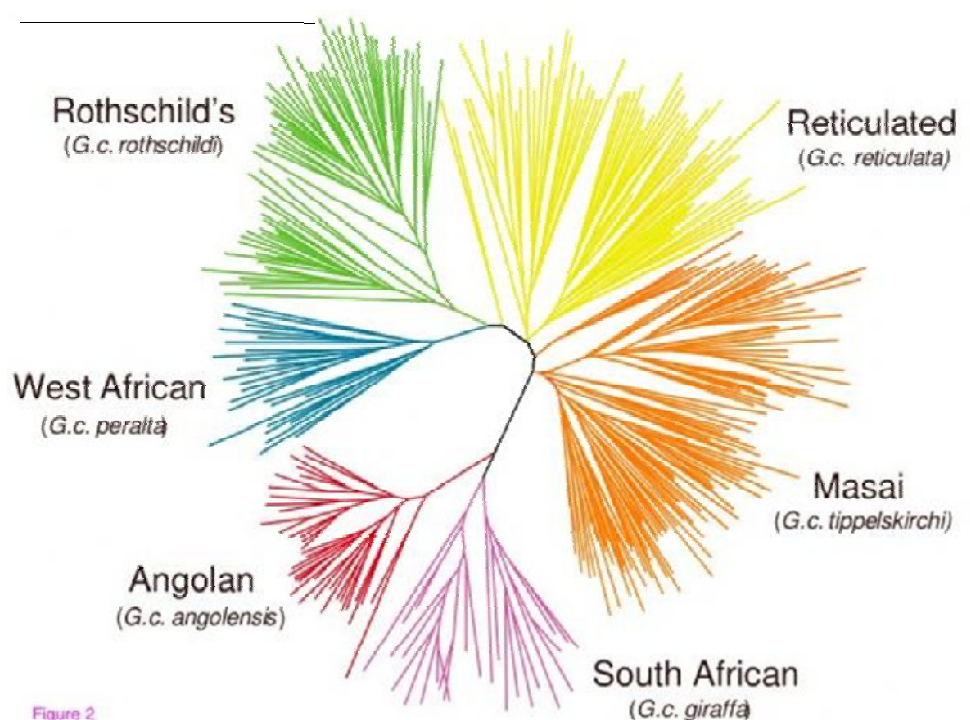 Rothschild's
(G.c. rothschildi)
Reticulated
(G.c. reticulata)
West African
(G.c. peralta)
Masai
(G.c. tippelskirchi)
Angolan
(G.c. angolensis)
South African
(G.c. giraffa)
Figure 2